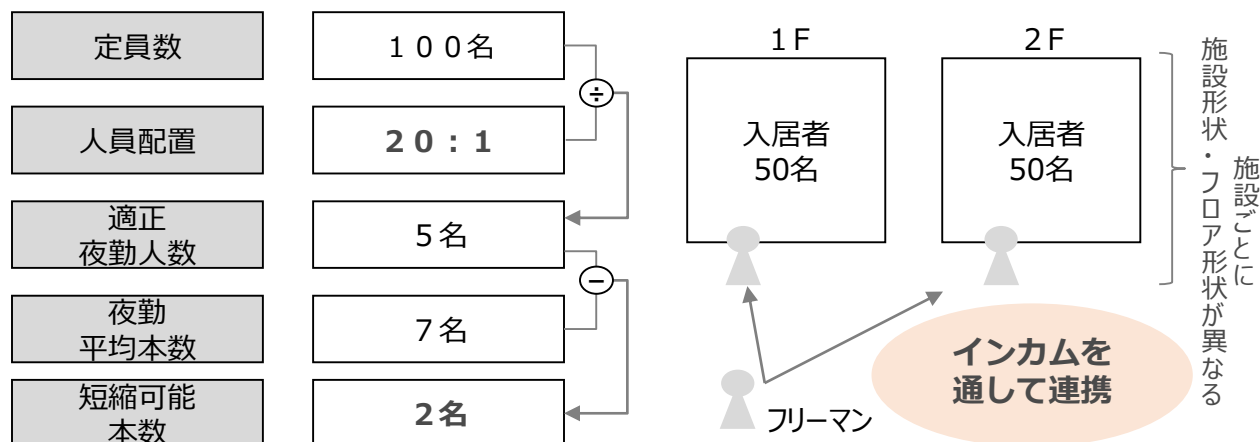 定員数
１００名
÷
人員配置
２０：１
適正
夜勤人数
５名
−
夜勤
平均本数
７名
短縮可能
本数
２名
１Ｆ
２Ｆ
入居者
50名
入居者
50名
フリーマン
インカムを
通して連携
施設ごとに
施設形状・フロア形状が異なる